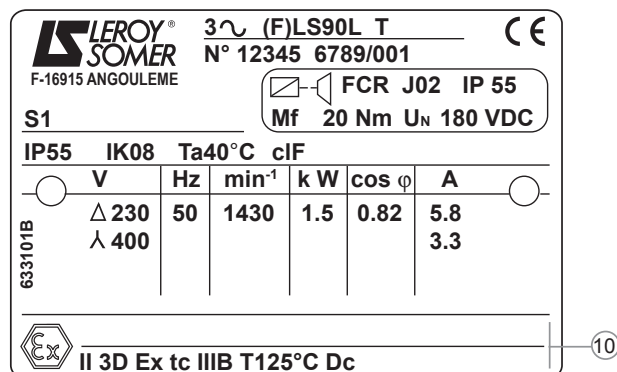 LEROY®
SOMER
F-16915 ANGOULEME
3∿ (F)LS90L T
N° 12345 6789/001
CE
FCR J02 IP 55
Mf 20 Nm UN 180 VDC
S1
IP55 IK08 Ta40°C clF
V Hz min-1 k W cos φ A
△ 230 50 1430 1.5 0.82 5.8
⅄ 400 3.3
633101B
Ex
II 3D Ex tc IIIB T125°C Dc
10